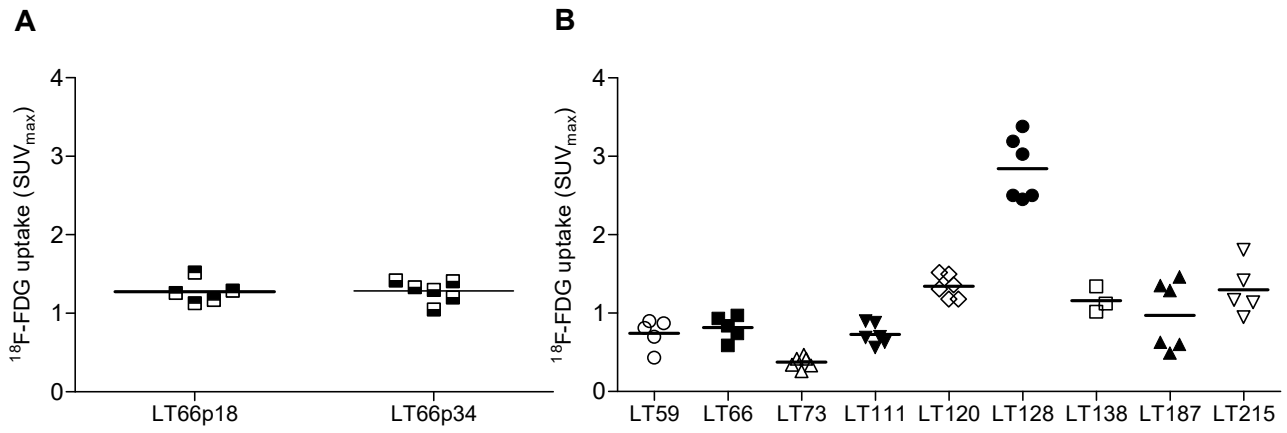 A
¹⁸F-FDG uptake (SUVmax)
4
3
2
1
0
LT66p18 LT66p34
B
¹⁸F-FDG uptake (SUVmax)
4
3
2
1
0
LT59 LT66 LT73 LT111 LT120 LT128 LT138 LT187 LT215